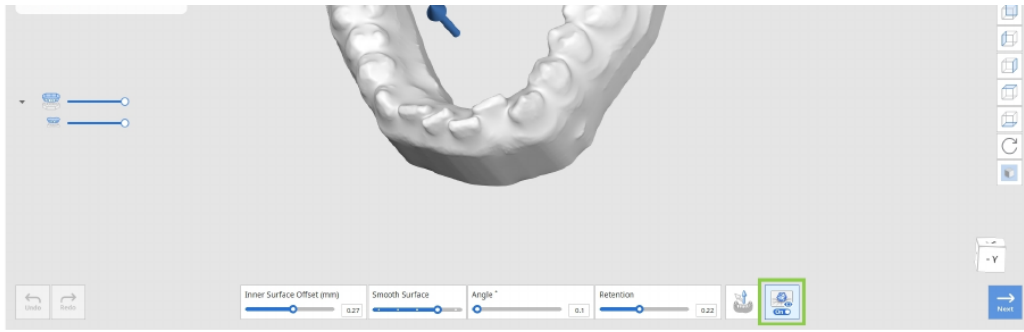 - Y
Inner Surface Offset (mm)
0.27
Smooth Surface
Angle °
0.1
Retention
0.22
On
Undo
Redo
Next